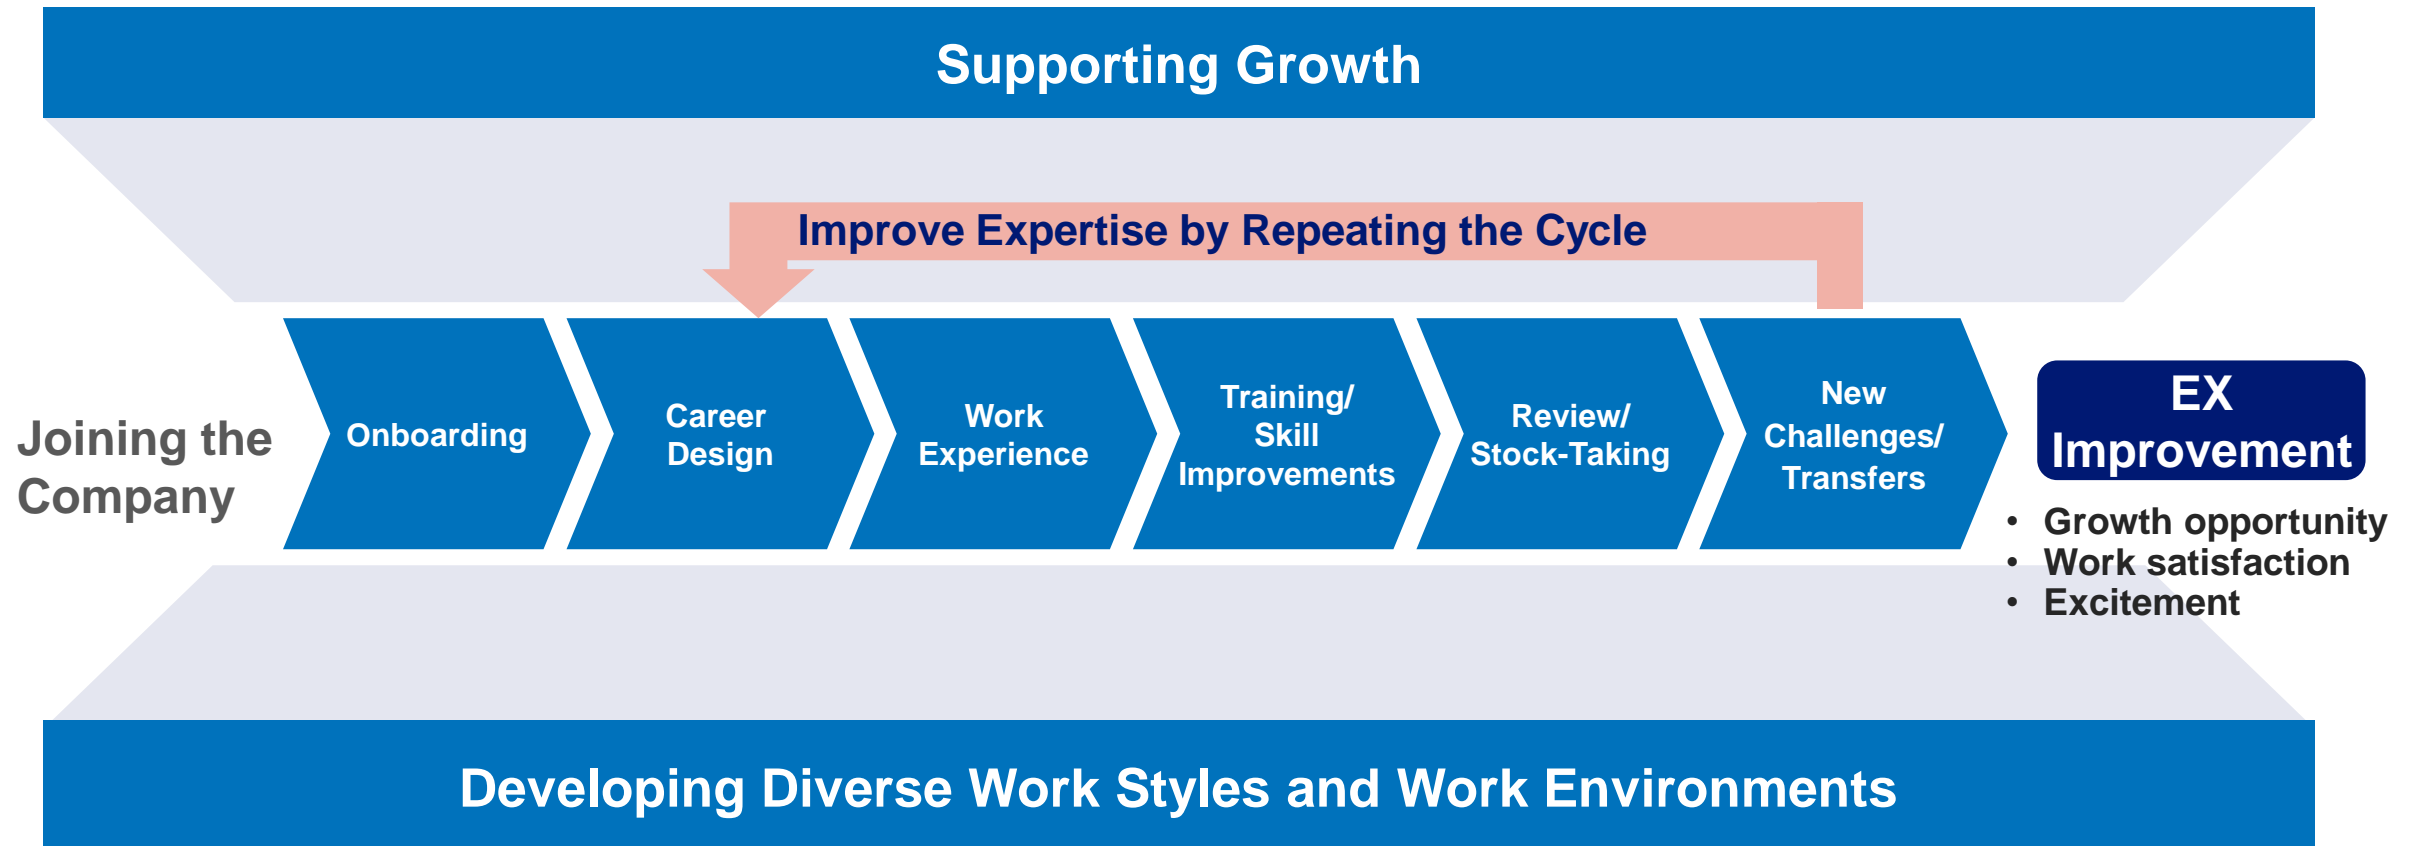 Supporting Growth
Improve Expertise by Repeating the Cycle
Joining the
Company
Onboarding
Career
Design
Work
Experience
Training/
Skill
Improvements
Review/
Stock-Taking
New
Challenges/
Transfers
EX
Improvement
• Growth opportunity
• Work satisfaction
• Excitement
Developing Diverse Work Styles and Work Environments